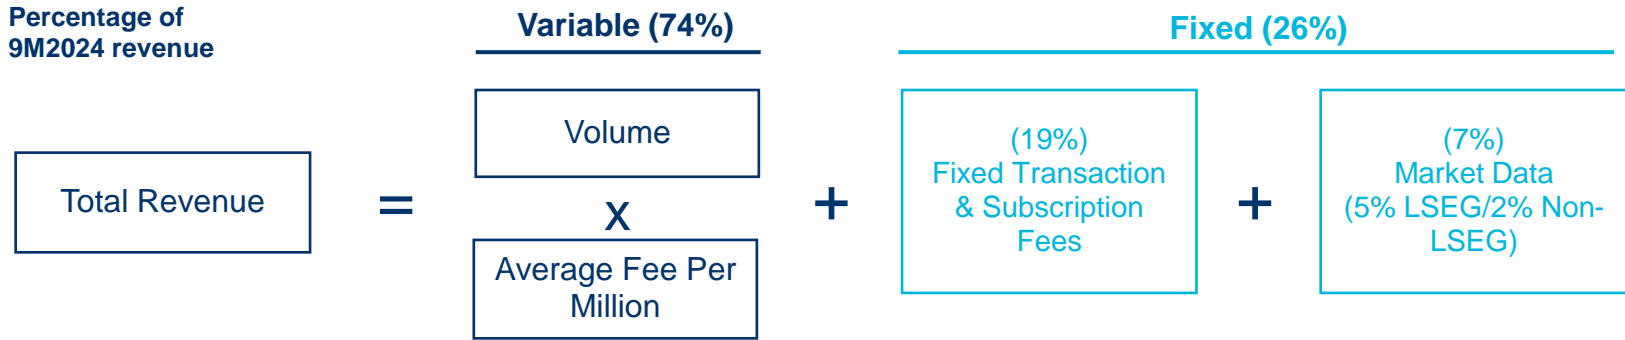 Percentage of
9M2024 revenue
Variable (74%)
Fixed (26%)
Total Revenue
=
Volume
x
Average Fee Per
Million
+
(19%)
Fixed Transaction
& Subscription
Fees
+
(7%)
Market Data
(5% LSEG/2% Non-
LSEG)